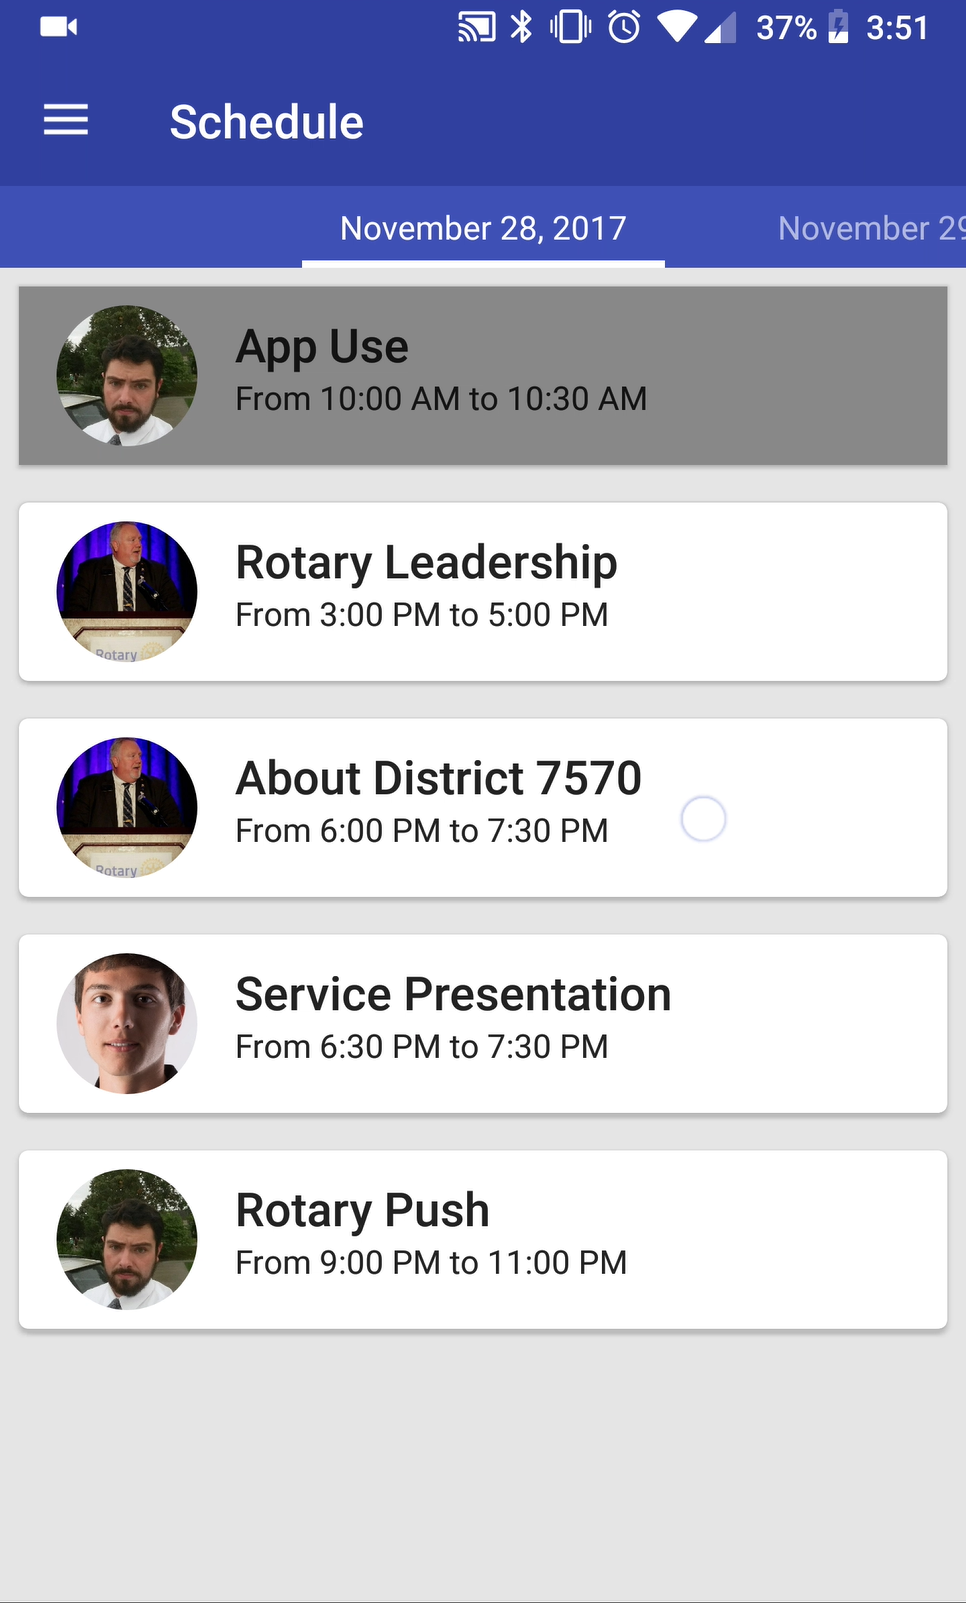 37% 3:51
Schedule
November 28, 2017 November 29
App Use
From 10:00 AM to 10:30 AM
Rotary Leadership
From 3:00 PM to 5:00 PM
Rotary
About District 7570
From 6:00 PM to 7:30 PM
Rotary
Service Presentation
From 6:30 PM to 7:30 PM
Rotary Push
From 9:00 PM to 11:00 PM